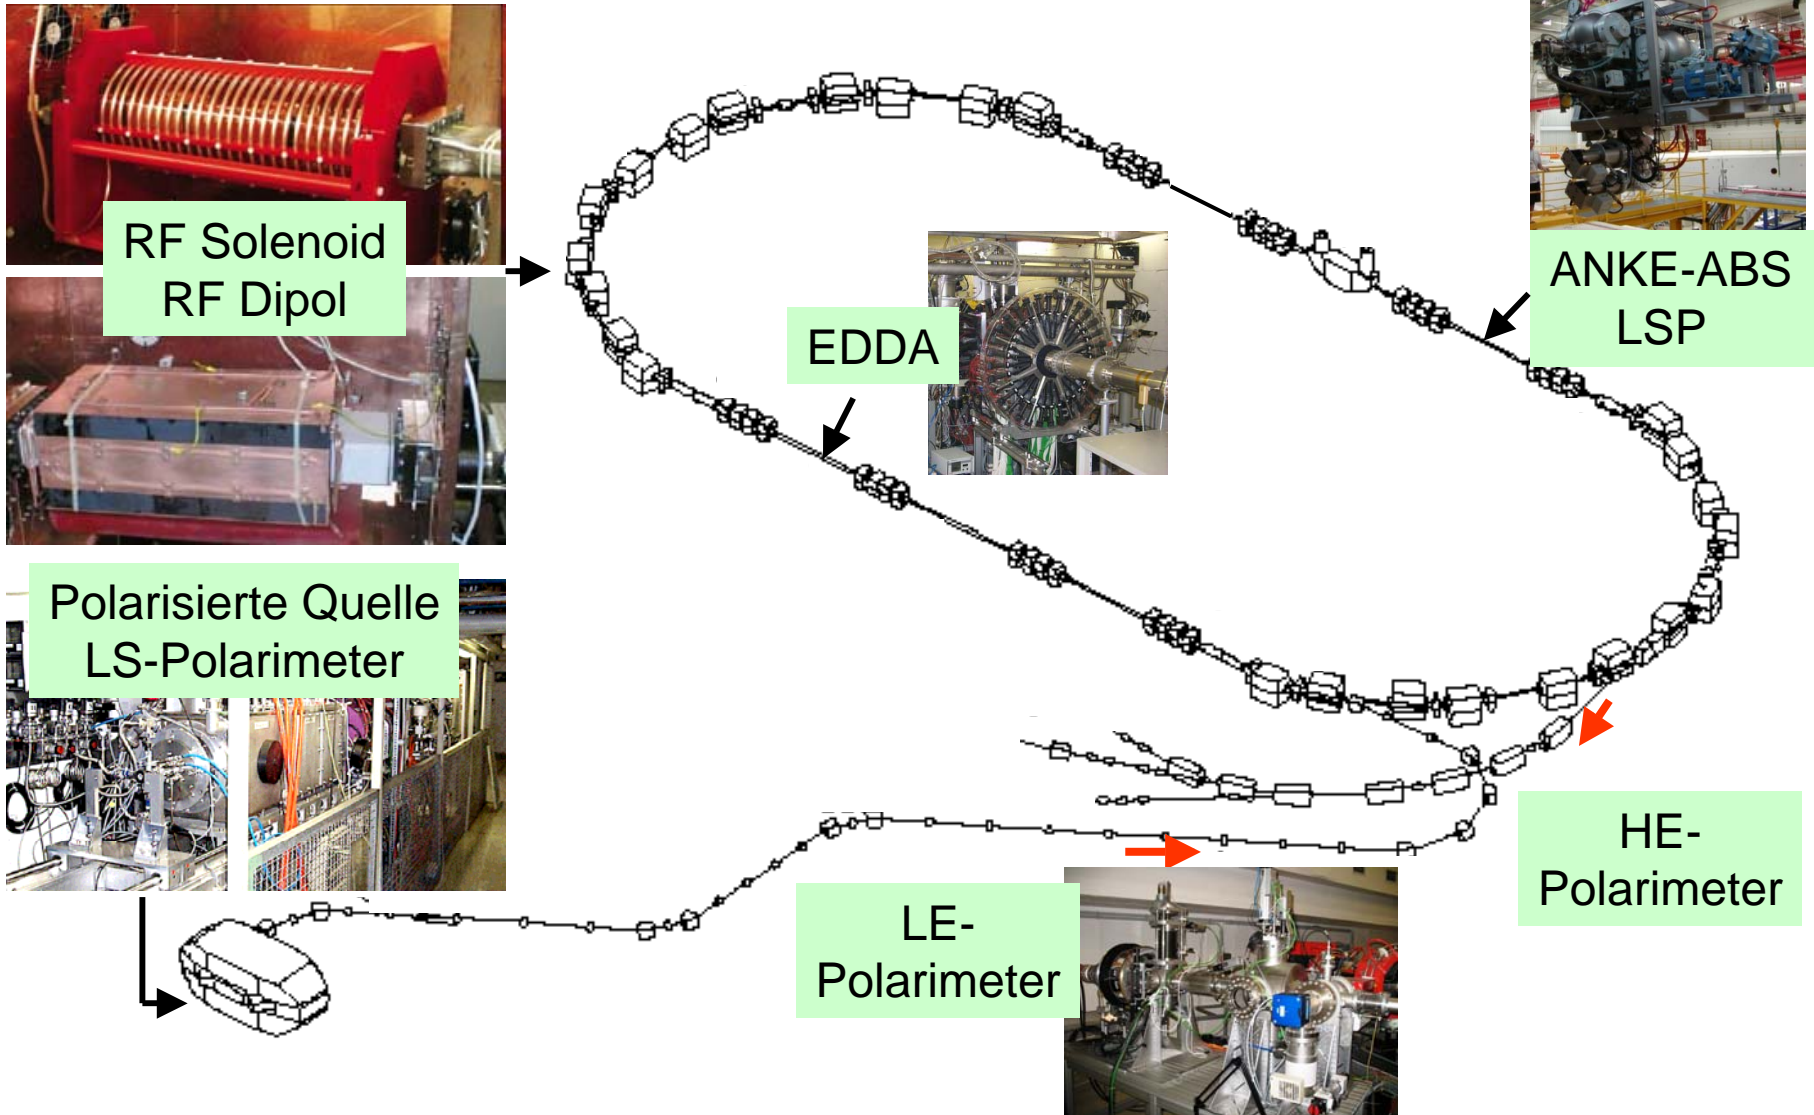 RF Solenoid
RF Dipol
ANKE-ABS
LSP
EDDA
Polarisierte Quelle
LS-Polarimeter
HE-
Polarimeter
LE-
Polarimeter